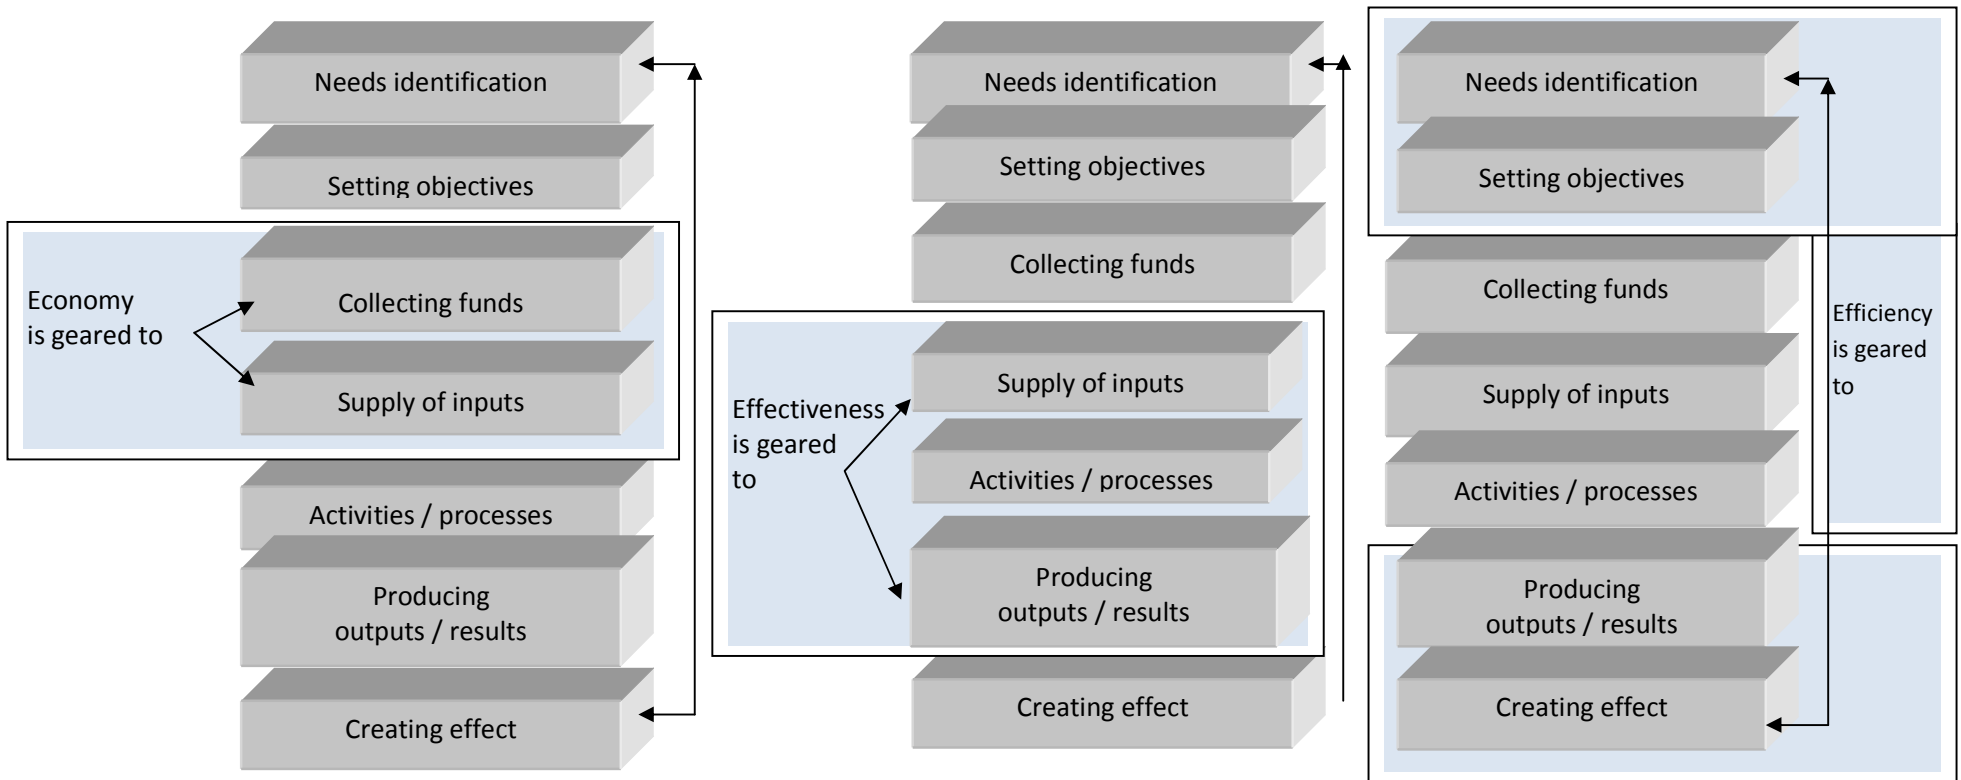 Needs identification
Setting objectives
Economy
is geared to
Collecting funds
Supply of inputs
Activities / processes
Producing
outputs / results
Creating effect
Needs identification
Setting objectives
Collecting funds
Effectiveness
is geared
to
Supply of inputs
Activities / processes
Producing
outputs / results
Creating effect
Needs identification
Setting objectives
Collecting funds
Supply of inputs
Activities / processes
Efficiency
is geared
to
Producing
outputs / results
Creating effect